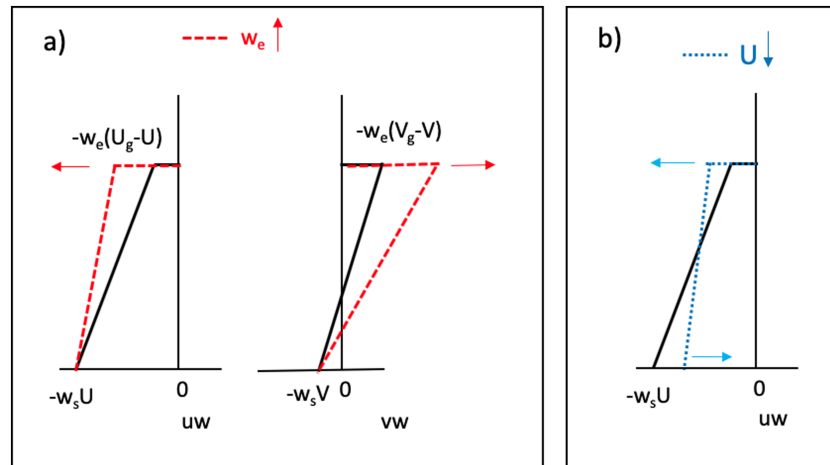 a)
w_e
-w_e(U_g-U)
-w_e(V_g-V)
-w_sU
0
uw
-w_sV
0
vw
b)
U
-w_sU
0
uw